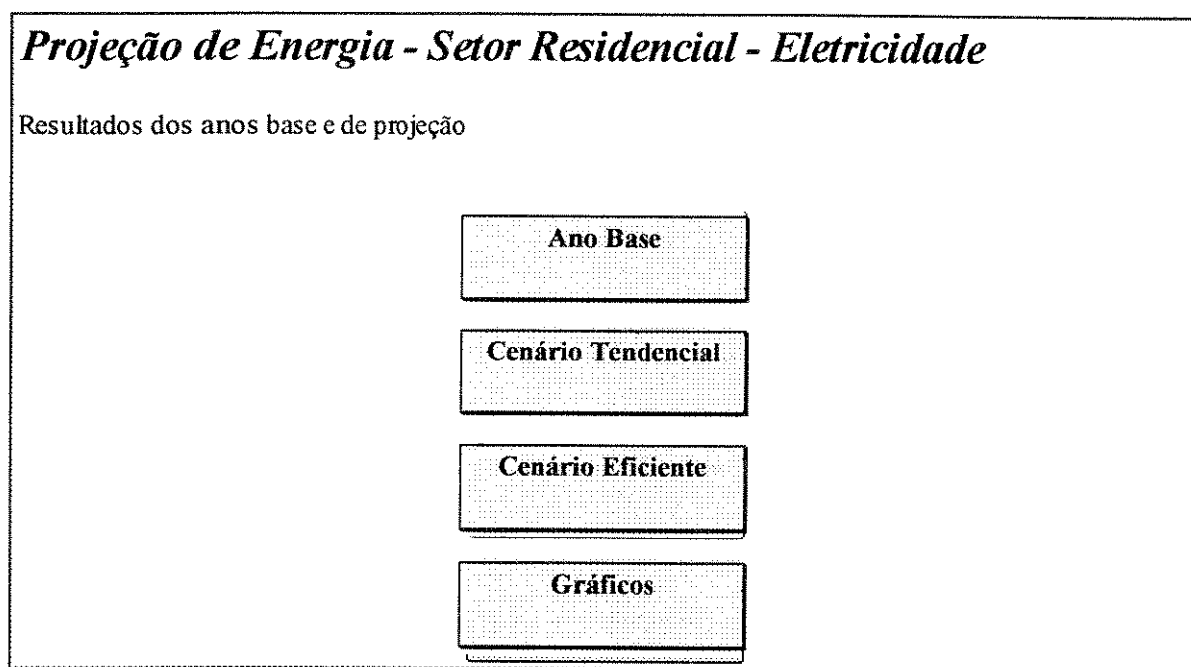 Projeção de Energia - Setor Residencial - Eletricidade
Resultados dos anos base e de projeção
Ano Base
Cenário Tendencial
Cenário Eficiente
Gráficos